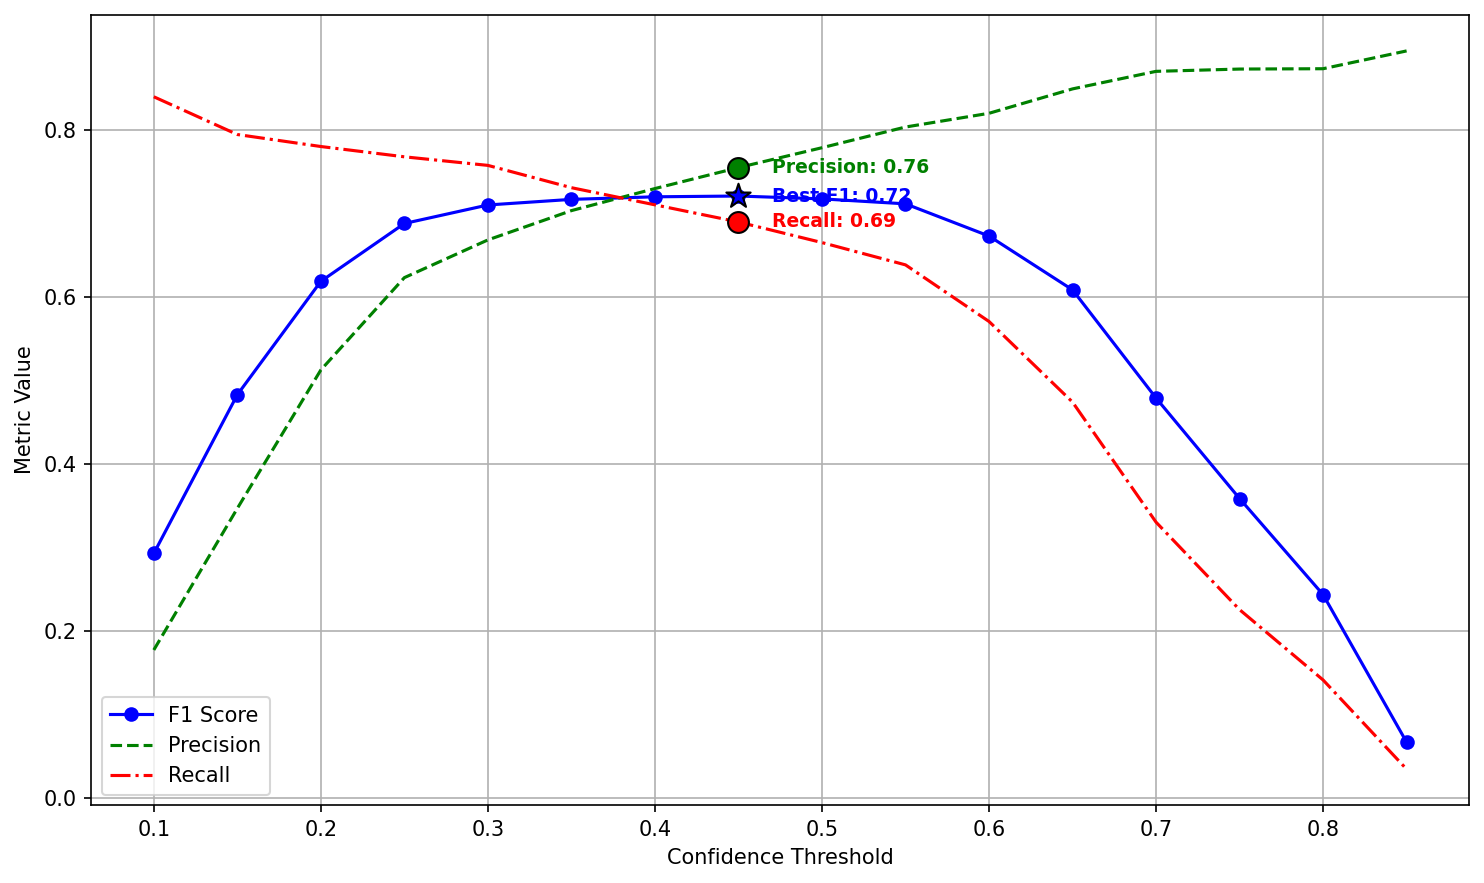 Precision: 0.76
Best F1: 0.72
Recall: 0.69
0.8
0.6
0.4
0.2
0.0
Metric Value
F1 Score
Precision
Recall
0.1 0.2 0.3 0.4 0.5 0.6 0.7 0.8
Confidence Threshold